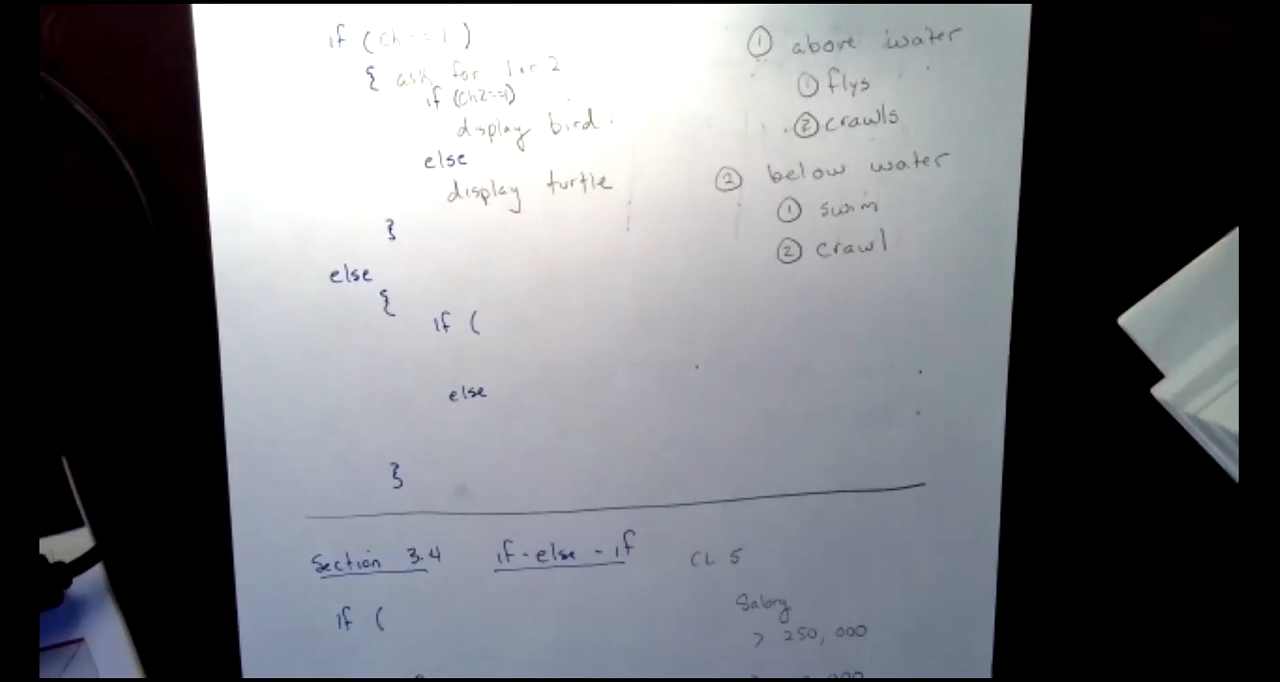 if (ch == 1)
{ ask for 1 or 2
if (ch2==1)
display bird.
else
display turtle
}
else
{
if (
else
}
① above water
① flys
② crawls
② below water
① swim
② crawl
Section 3.4 if-else-if CL 5
if (
Salary
> 250,000